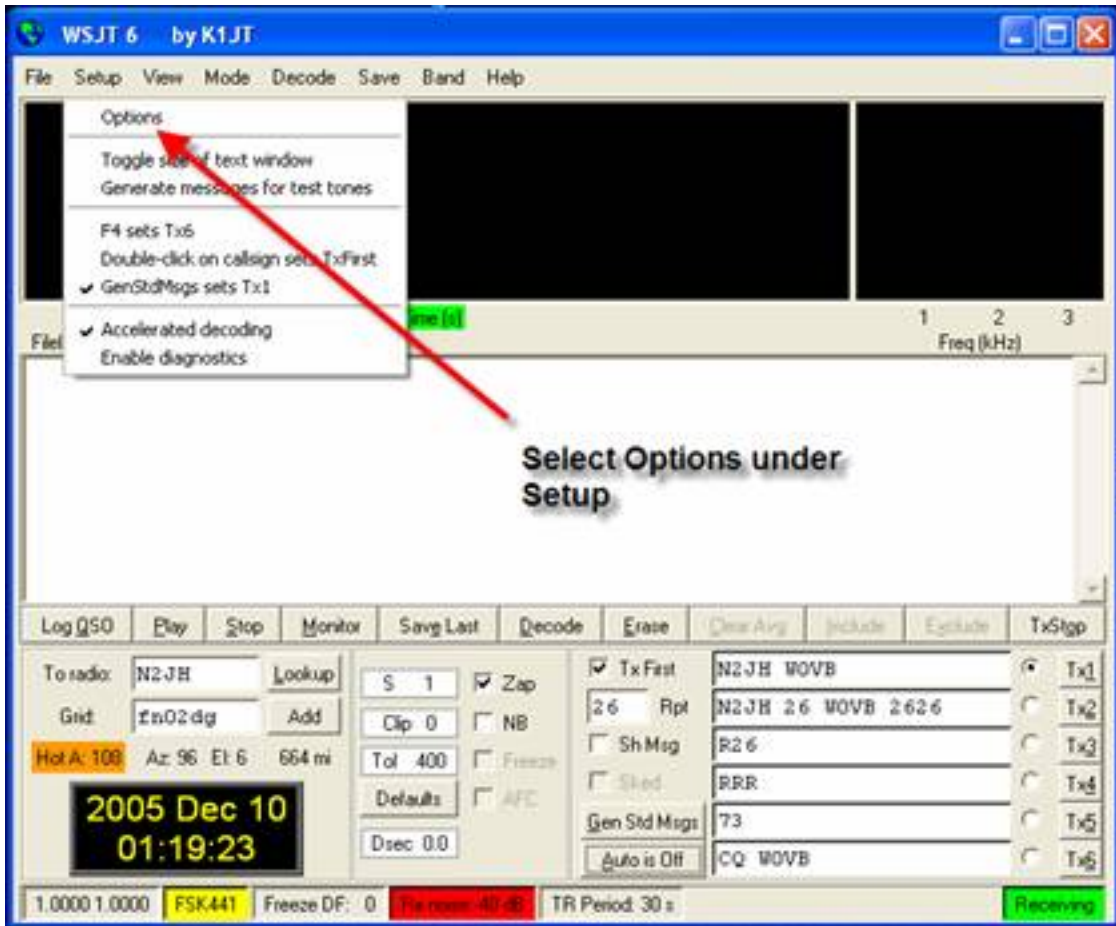 WSJT 6 by K1JT
File Setup View Mode Decode Save Band Help
Options
Toggle size of text window
Generate messages for test tones
F4 sets Tx6
Double-click on callsign sets TxFirst
GenStdMsgs sets Tx1
Accelerated decoding
Enable diagnostics
Time (s)
1 2 3
Freq (kHz)
Select Options under
Setup
Log QSO Play Stop Monitor Save Last Decode Erase Clear Avg Include Exclude TxStop
To radio: N2JH Lookup
Grid: fn02dg Add
Hot A: 108 Az: 96 El: 6 664 mi
2005 Dec 10
01:19:23
S 1 Zap
Clip 0 NB
Tol 400 Freeze
Defaults AFC
Dsec 0.0
Tx First N2JH W0VB Tx1
26 Rpt N2JH 26 W0VB 2626 Tx2
Sh Msg R26 Tx3
Sked RRR Tx4
Gen Std Msgs 73 Tx5
Auto is Off CQ W0VB Tx6
1.0000 1.0000 FSK441 Freeze DF: 0 Rx noise: -40 dB TR Period: 30 s Receiving